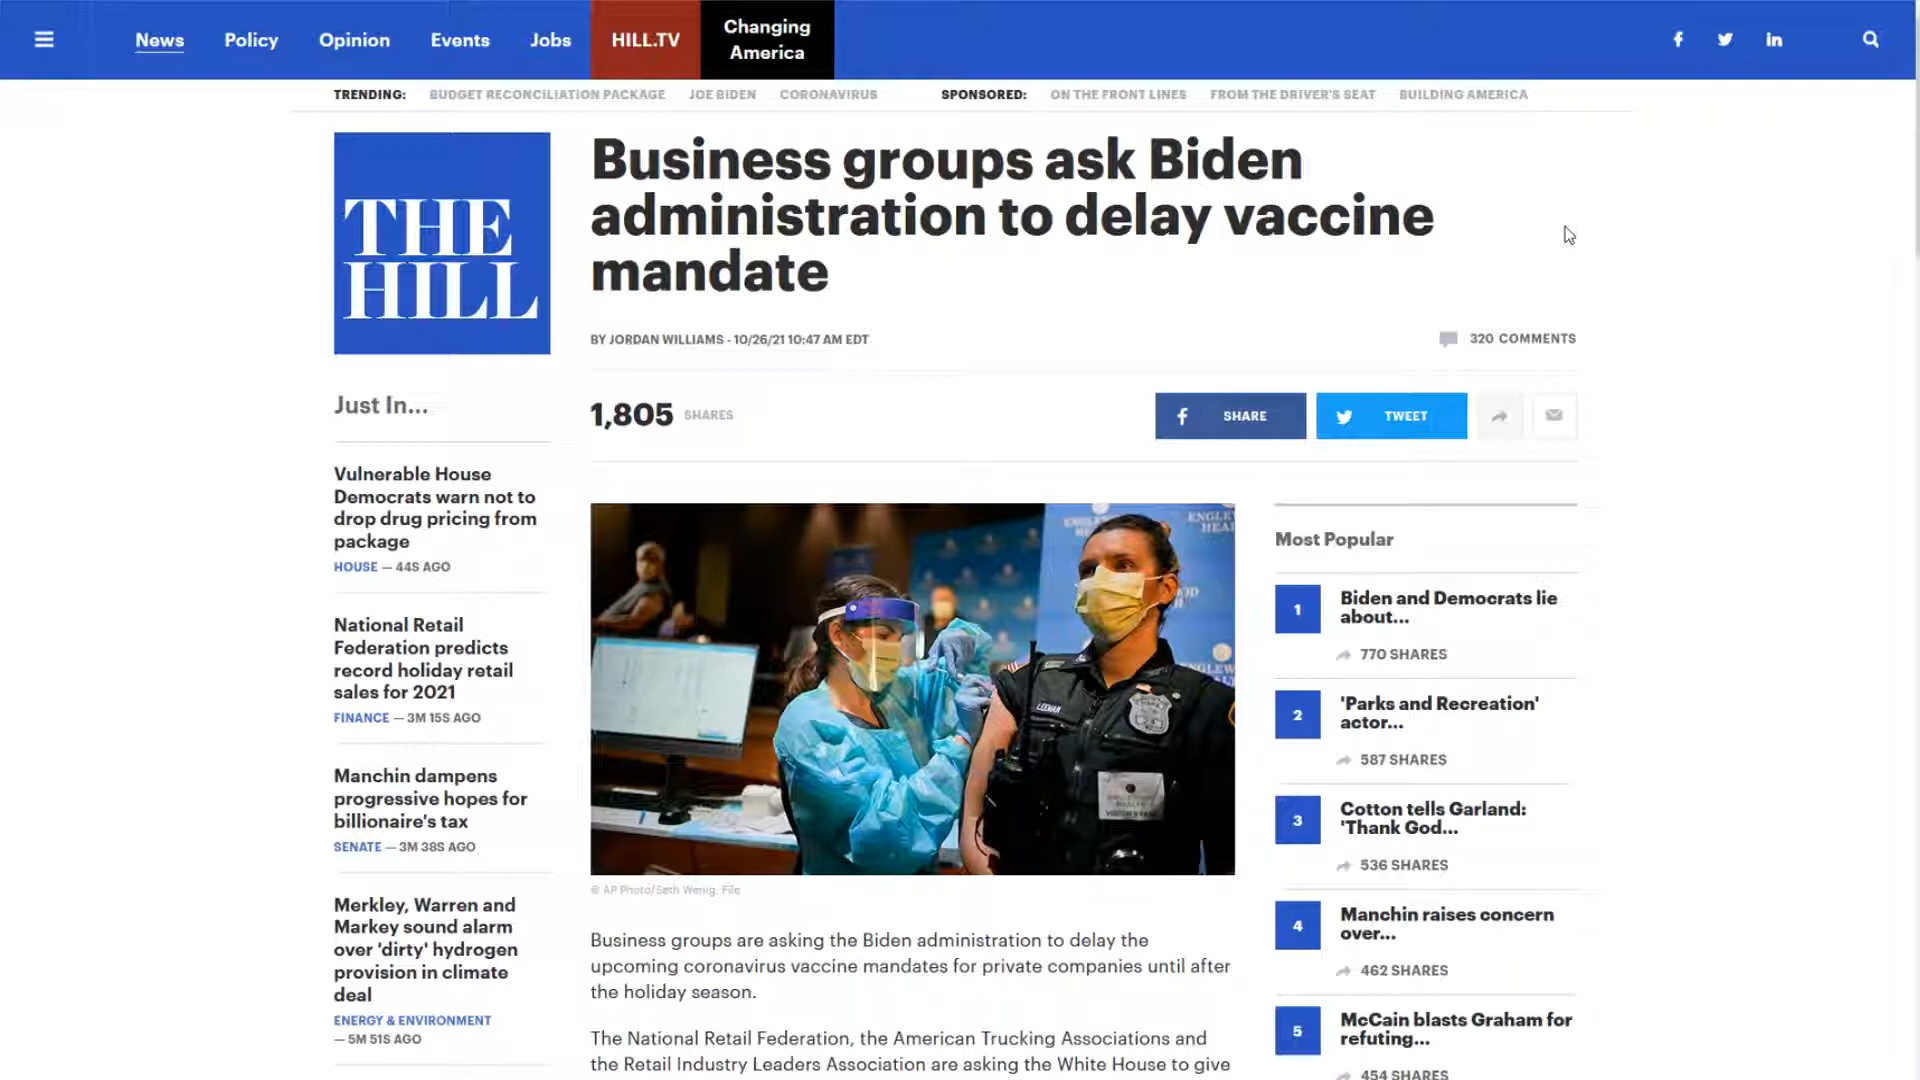 News
Policy
Opinion
Events
Jobs
HILL.TV
Changing
America
TRENDING:
BUDGET RECONCILIATION PACKAGE
JOE BIDEN
CORONAVIRUS
SPONSORED:
ON THE FRONT LINES
FROM THE DRIVER'S SEAT
BUILDING AMERICA
THE
HILL
Business groups ask Biden
administration to delay vaccine
mandate
BY JORDAN WILLIAMS - 10/26/21 10:47 AM EDT
320 COMMENTS
1,805 SHARES
SHARE
TWEET
Just In...
Vulnerable House
Democrats warn not to
drop drug pricing from
package
HOUSE — 44S AGO
National Retail
Federation predicts
record holiday retail
sales for 2021
FINANCE — 3M 15S AGO
Manchin dampens
progressive hopes for
billionaire's tax
SENATE — 3M 38S AGO
Merkley, Warren and
Markey sound alarm
over 'dirty' hydrogen
provision in climate
deal
ENERGY & ENVIRONMENT
— 5M 51S AGO
© AP Photo/Seth Wenig, File
Business groups are asking the Biden administration to delay the
upcoming coronavirus vaccine mandates for private companies until after
the holiday season.
The National Retail Federation, the American Trucking Associations and
the Retail Industry Leaders Association are asking the White House to give
Most Popular
1
Biden and Democrats lie
about...
770 SHARES
2
'Parks and Recreation'
actor...
587 SHARES
3
Cotton tells Garland:
'Thank God...
536 SHARES
4
Manchin raises concern
over...
462 SHARES
5
McCain blasts Graham for
refuting...
454 SHARES